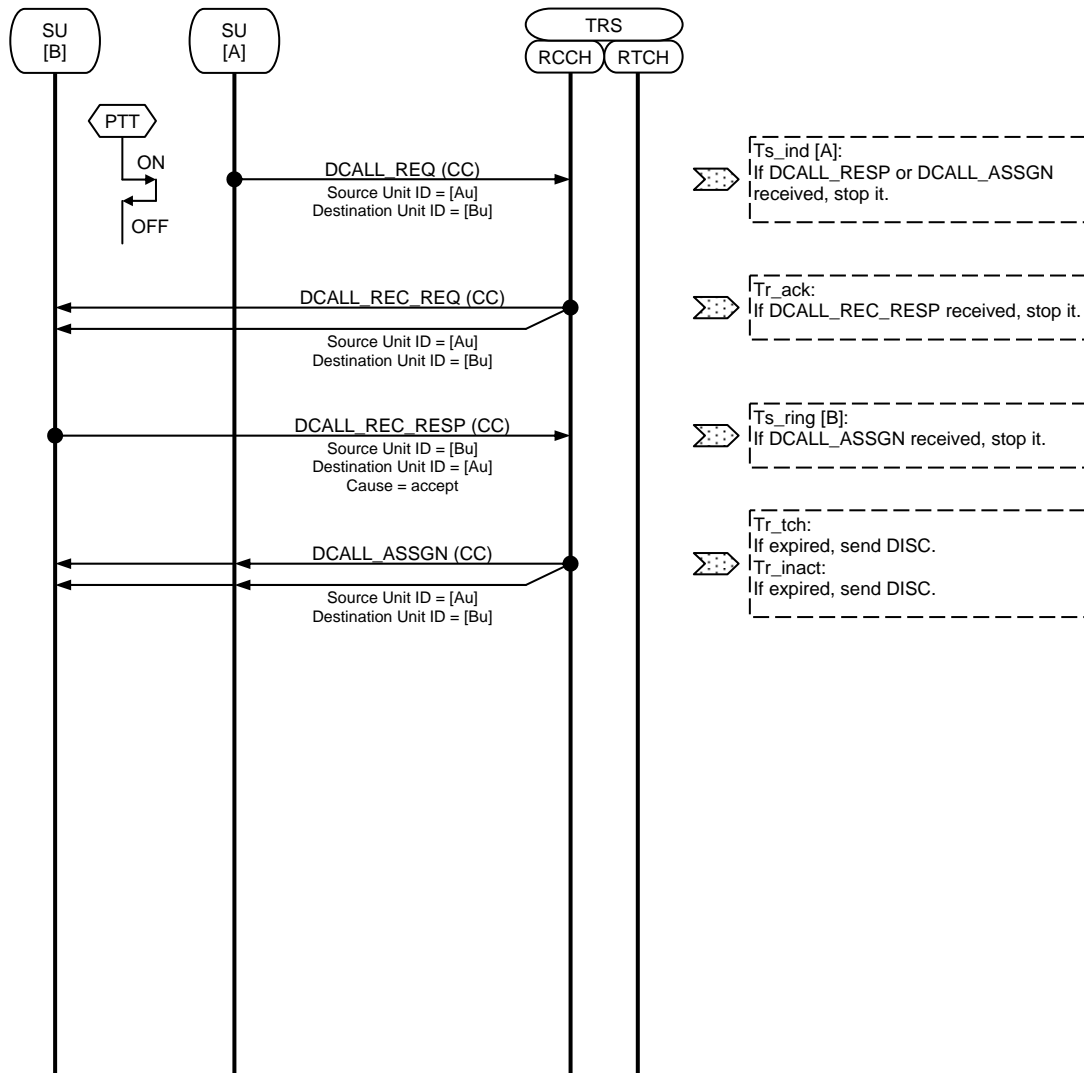 SU
[B]
SU
[A]
TRS
RCCH
RTCH
PTT
ON
OFF
DCALL_REQ (CC)
Source Unit ID = [Au]
Destination Unit ID = [Bu]
Ts_ind [A]:
If DCALL_RESP or DCALL_ASSGN
received, stop it.
DCALL_REC_REQ (CC)
Source Unit ID = [Au]
Destination Unit ID = [Bu]
Tr_ack:
If DCALL_REC_RESP received, stop it.
DCALL_REC_RESP (CC)
Source Unit ID = [Bu]
Destination Unit ID = [Au]
Cause = accept
Ts_ring [B]:
If DCALL_ASSGN received, stop it.
DCALL_ASSGN (CC)
Source Unit ID = [Au]
Destination Unit ID = [Bu]
Tr_tch:
If expired, send DISC.
Tr_inact:
If expired, send DISC.